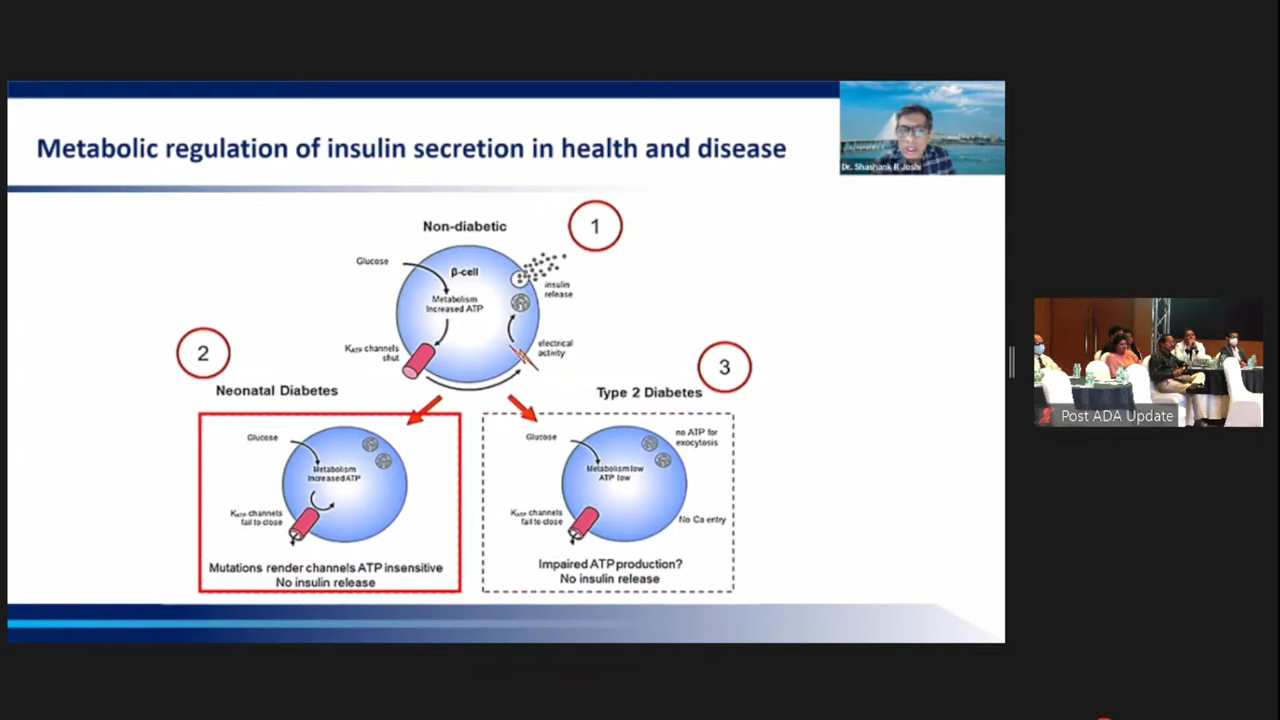 Metabolic regulation of insulin secretion in health and disease
Dr. Shashank R Joshi
Non-diabetic
1
Glucose
β-cell
Metabolism
Increased ATP
insulin
release
KATP channels
shut
electrical
activity
2
Neonatal Diabetes
3
Type 2 Diabetes
Glucose
Metabolism
Increased ATP
KATP channels
fail to close
Mutations render channels ATP insensitive
No insulin release
Glucose
no ATP for
exocytosis
Metabolism low
ATP low
KATP channels
fail to close
No Ca entry
Impaired ATP production?
No insulin release
Post ADA Update